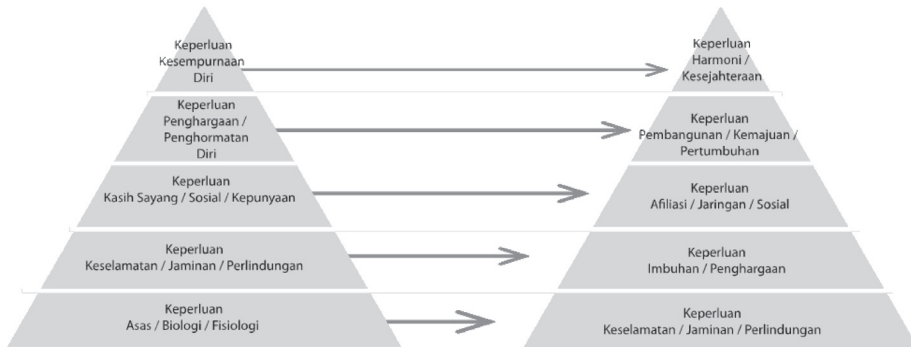 Keperluan
Kesempurnaan
Diri
Keperluan
Penghargaan /
Penghormatan
Diri
Keperluan
Kasih Sayang / Sosial / Kepunyaan
Keperluan
Keselamatan / Jaminan / Perlindungan
Keperluan
Asas / Biologi / Fisiologi
Keperluan
Harmoni /
Kesejahteraan
Keperluan
Pembangunan / Kemajuan /
Pertumbuhan
Keperluan
Afiliasi / Jaringan / Sosial
Keperluan
Imbuhan / Penghargaan
Keperluan
Keselamatan / Jaminan / Perlindungan